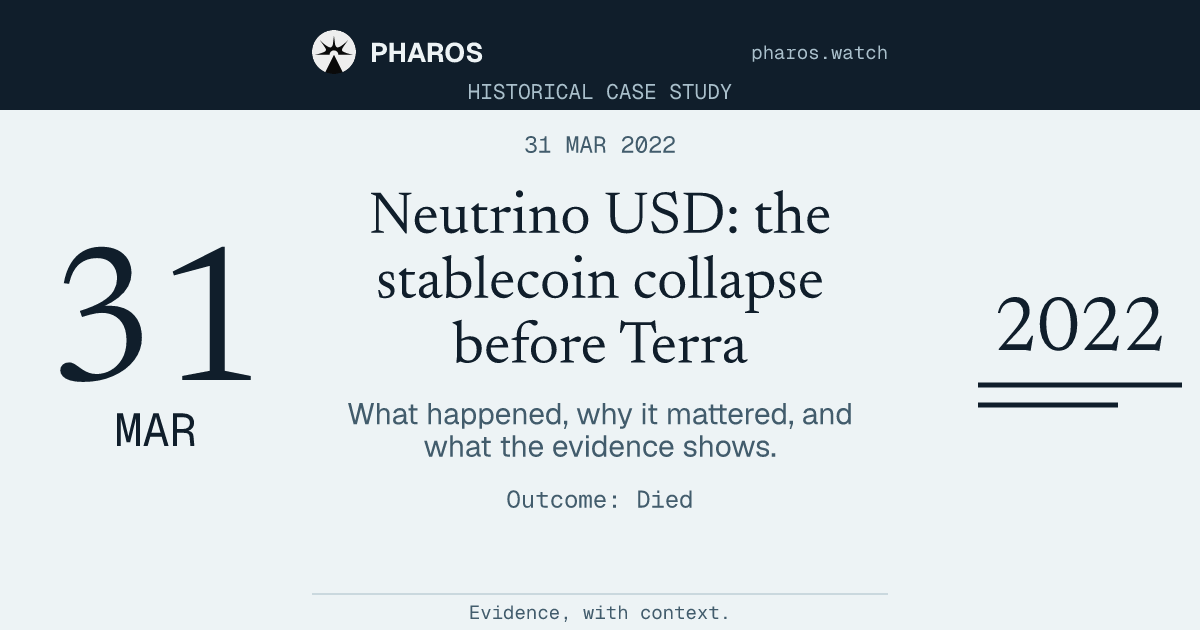 PHAROS
pharos.watch
HISTORICAL CASE STUDY
31 MAR 2022
31
MAR
Neutrino USD: the
stablecoin collapse
before Terra
2022
What happened, why it mattered, and
what the evidence shows.
Outcome: Died
Evidence, with context.